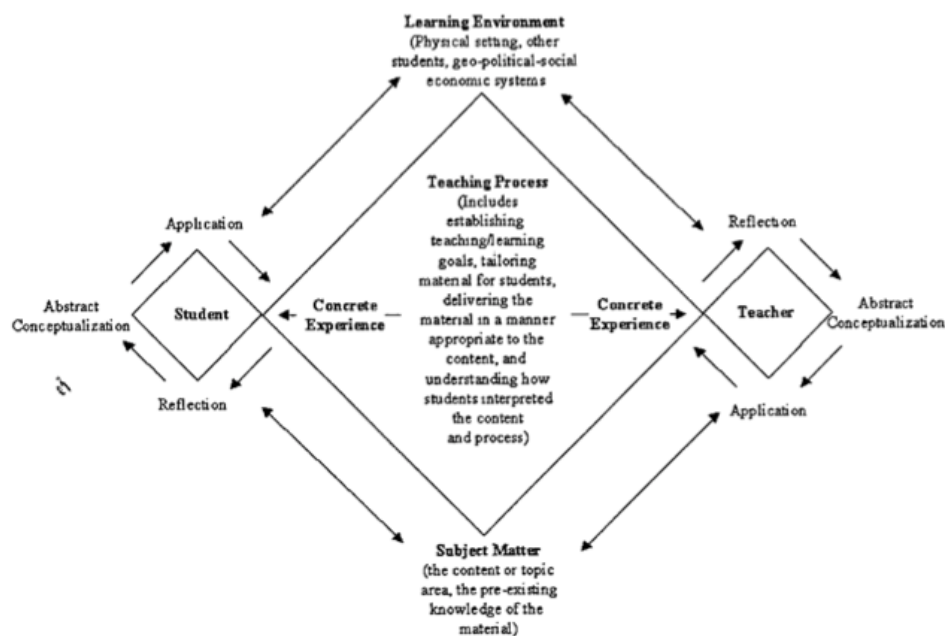 Learning Environment
(Physical setting, other
students, geo-political-social
economic systems
Teaching Process
(Includes
establishing
teaching/learning
goals, tailoring
material for students,
delivering the
material in a manner
appropriate to the
content, and
understanding how
students interpreted
the content
and process)
Application
Abstract
Conceptualization
Student
Reflection
Concrete
Experience
Concrete
Experience
Reflection
Teacher
Abstract
Conceptualization
Application
Subject Matter
(the content or topic
area, the pre-existing
knowledge of the
material)